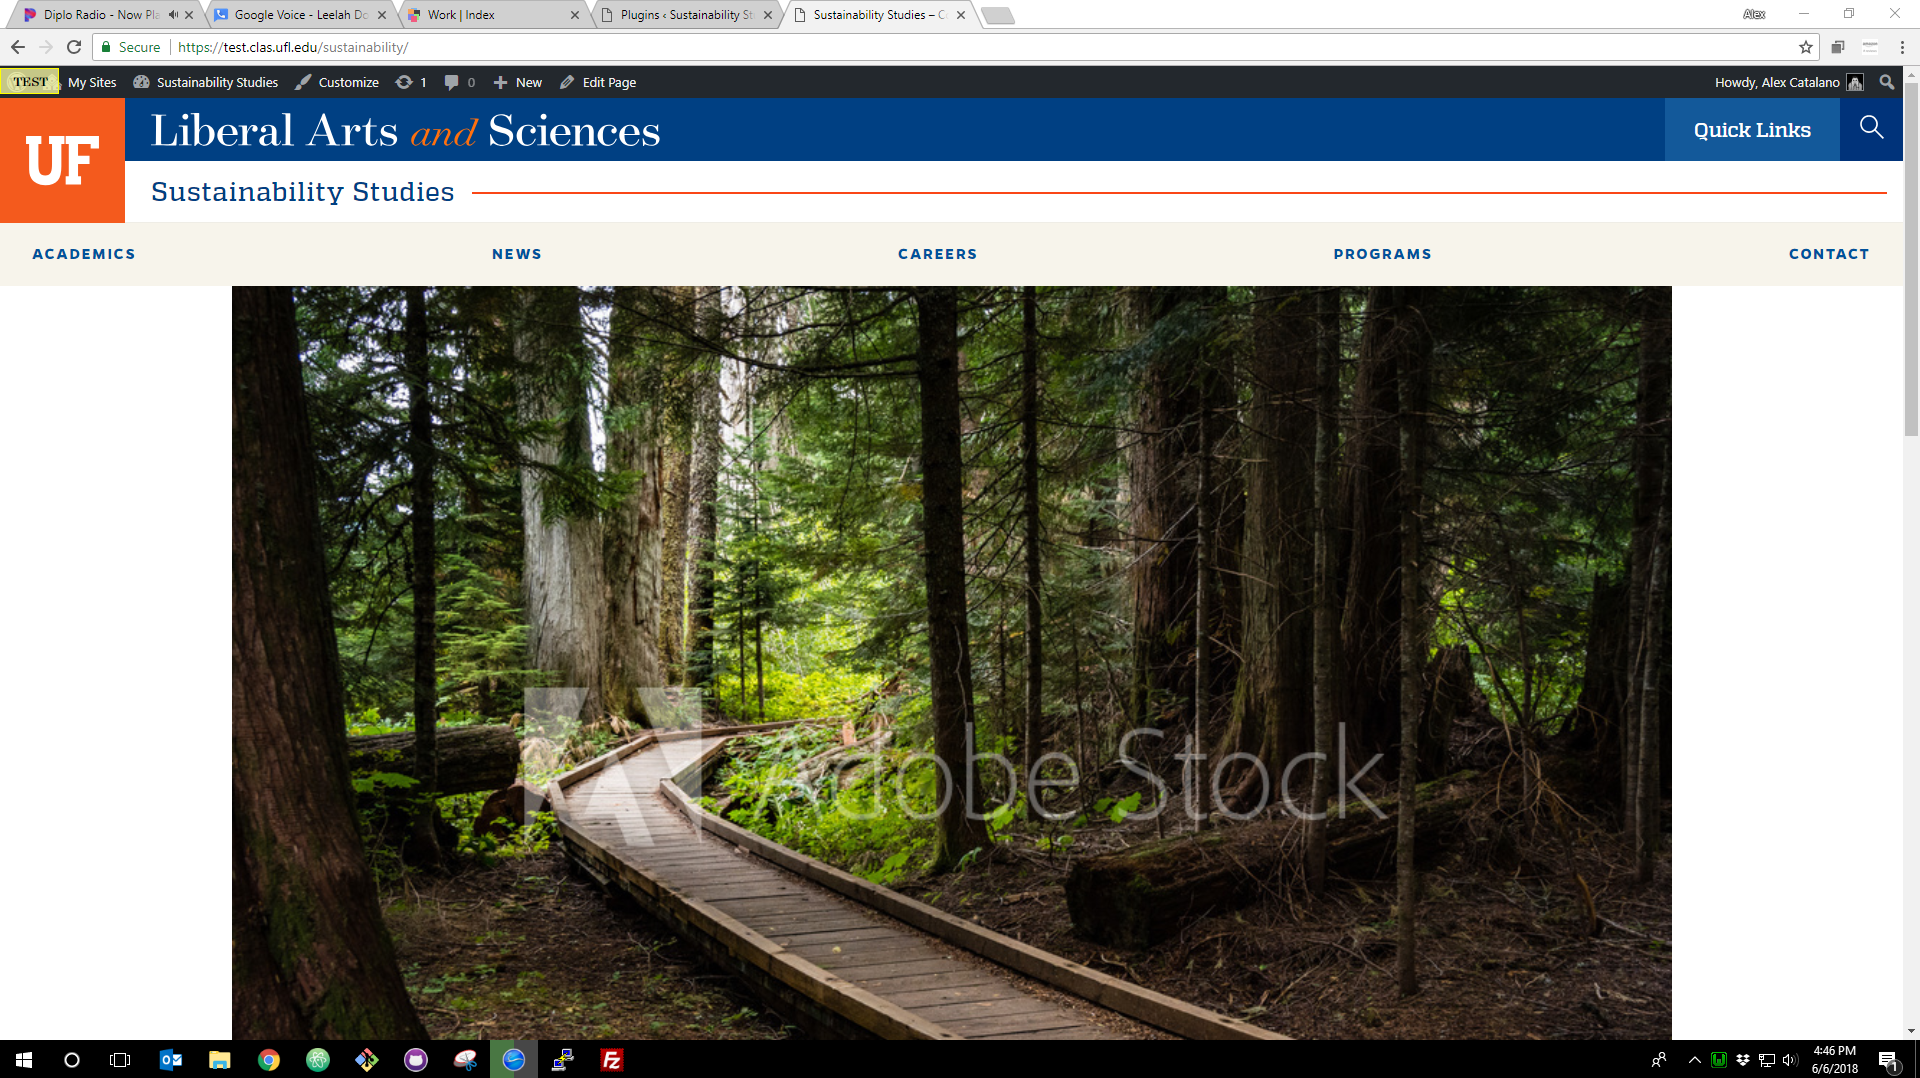 Diplo Radio - Now Pla
Google Voice - Leelah Do
Work | Index
Plugins ‹ Sustainability St
Sustainability Studies – C
Alex
Secure
https://test.clas.ufl.edu/sustainability/
TEST
My Sites
Sustainability Studies
Customize
1
0
New
Edit Page
Howdy, Alex Catalano
UF
Liberal Arts and Sciences
Quick Links
Sustainability Studies
ACADEMICS
NEWS
CAREERS
PROGRAMS
CONTACT
Adobe Stock
4:46 PM
6/6/2018
1